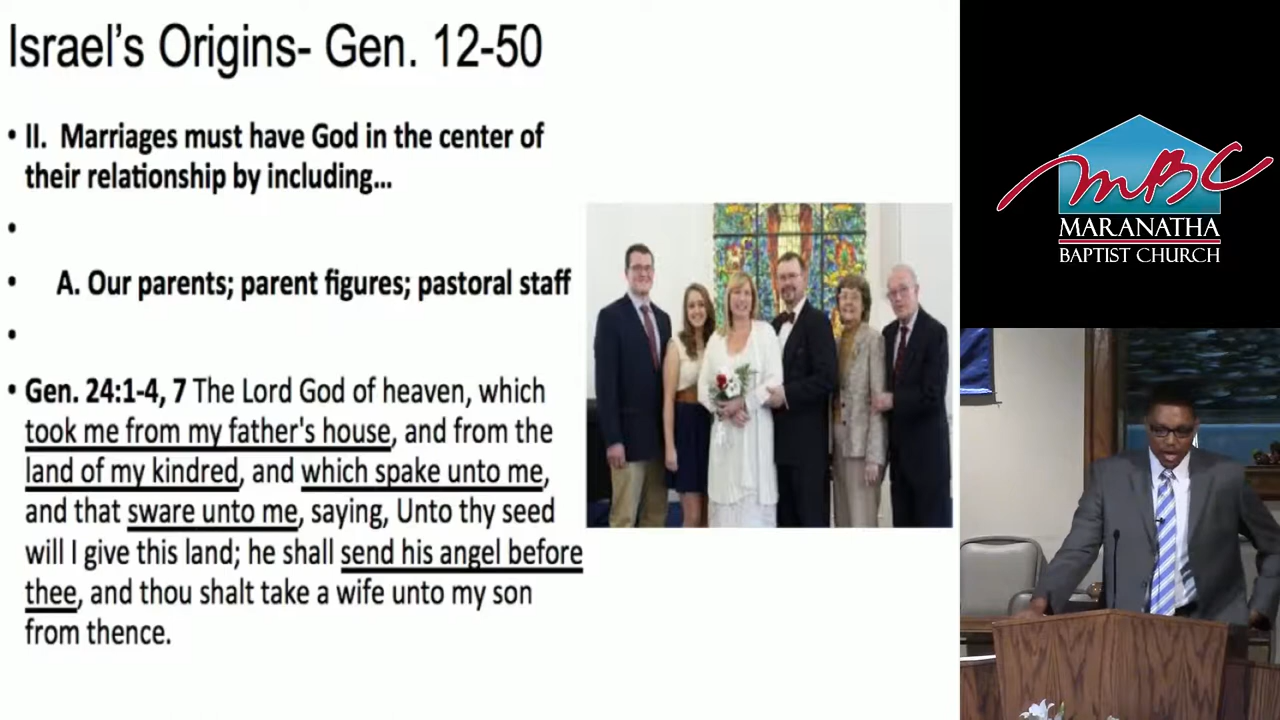 Israel's Origins- Gen. 12-50
• II. Marriages must have God in the center of
their relationship by including...
•
• A. Our parents; parent figures; pastoral staff
•
• Gen. 24:1-4, 7 The Lord God of heaven, which
took me from my father's house, and from the
land of my kindred, and which spake unto me,
and that sware unto me, saying, Unto thy seed
will I give this land; he shall send his angel before
thee, and thou shalt take a wife unto my son
from thence.
MBC
MARANATHA
BAPTIST CHURCH